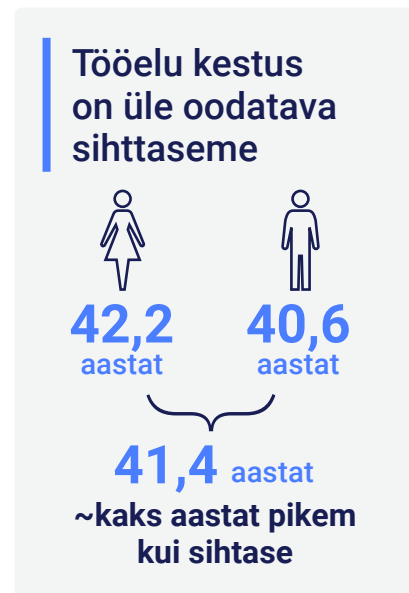 Tööelu kestus
on üle oodatava
sihttaseme
42,2 40,6
aastat aastat
41,4 aastat
~kaks aastat pikem
kui sihtase